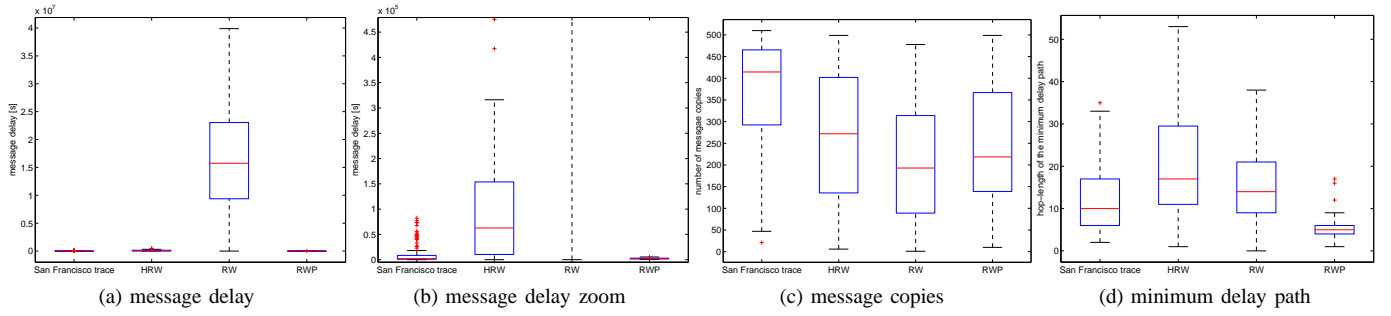 x 10^7
4
3.5
3
2.5
2
1.5
1
0.5
0
message delay [s]
San Francisco trace HRW RW RWP
(a) message delay
x 10^5
4.5
4
3.5
3
2.5
2
1.5
1
0.5
0
message delay [s]
San Francisco trace HRW RW RWP
(b) message delay zoom
500
450
400
350
300
250
200
150
100
50
0
number of messgae copies
San Francisco trace HRW RW RWP
(c) message copies
50
40
30
20
10
0
hop-length of the minimum delay path
San Francisco trace HRW RW RWP
(d) minimum delay path